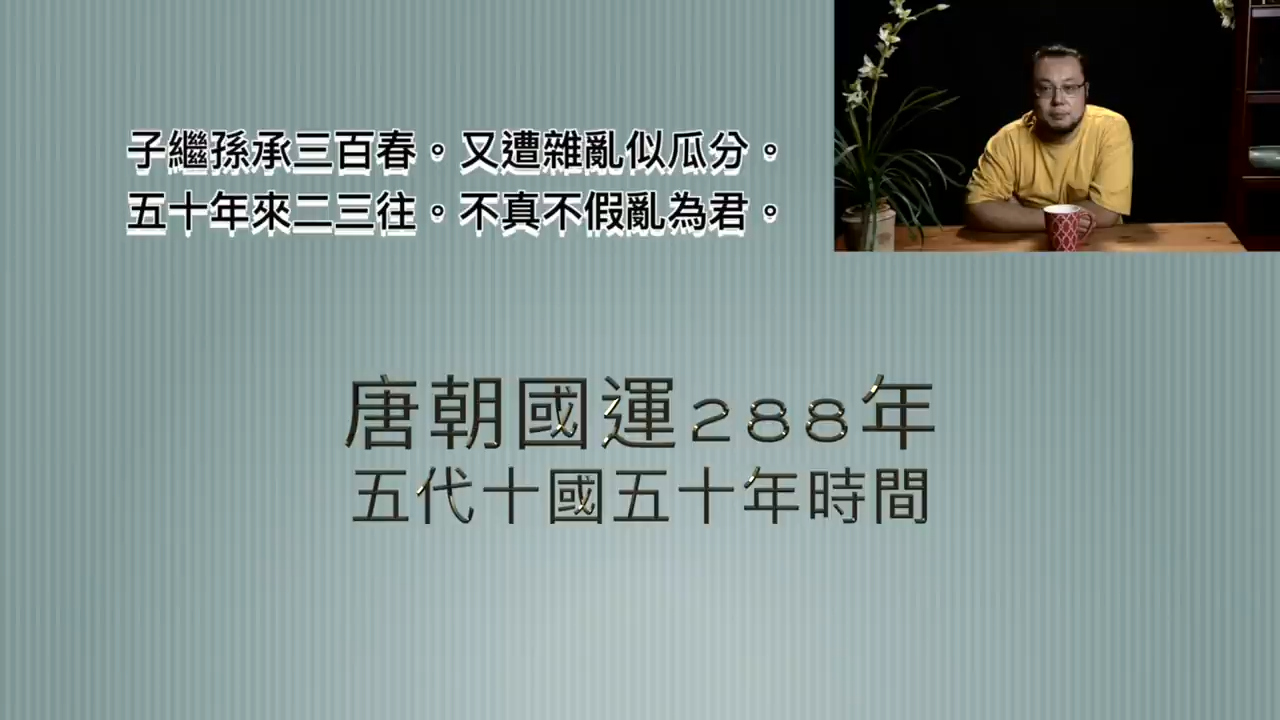 子繼孫承三百春。又遭雜亂似瓜分。
五十年來二三往。不真不假亂為君。
唐朝國運288年
五代十國五十年時間